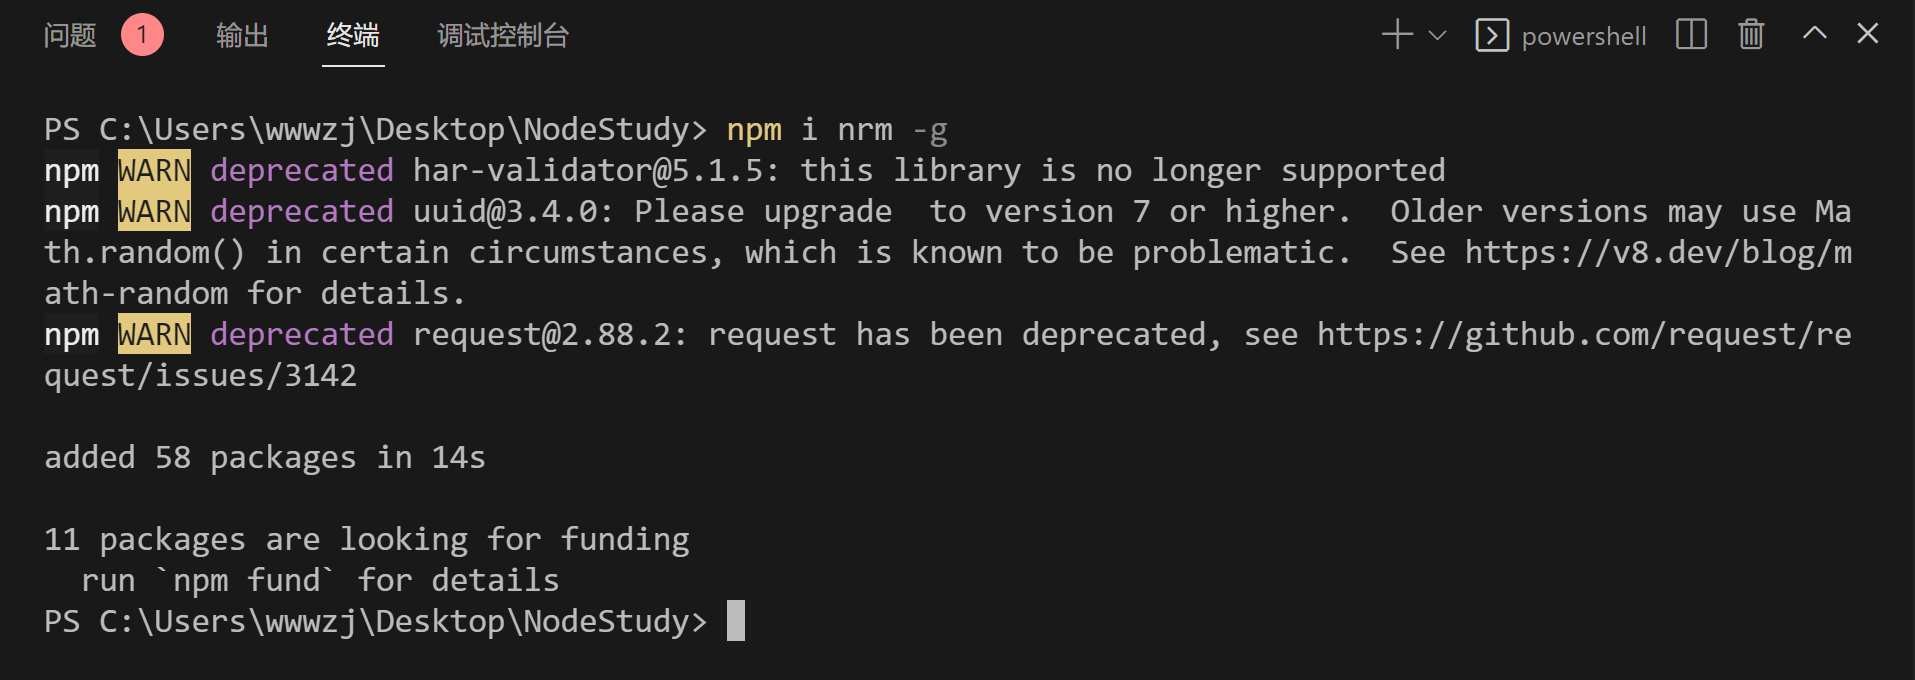 问题 1 输出 终端 调试控制台 powershell
PS C:\Users\wwwzj\Desktop\NodeStudy> npm i nrm -g
npm WARN deprecated har-validator@5.1.5: this library is no longer supported
npm WARN deprecated uuid@3.4.0: Please upgrade  to version 7 or higher.  Older versions may use Ma
th.random() in certain circumstances, which is known to be problematic.  See https://v8.dev/blog/m
ath-random for details.
npm WARN deprecated request@2.88.2: request has been deprecated, see https://github.com/request/re
quest/issues/3142
added 58 packages in 14s
11 packages are looking for funding
  run `npm fund` for details
PS C:\Users\wwwzj\Desktop\NodeStudy>